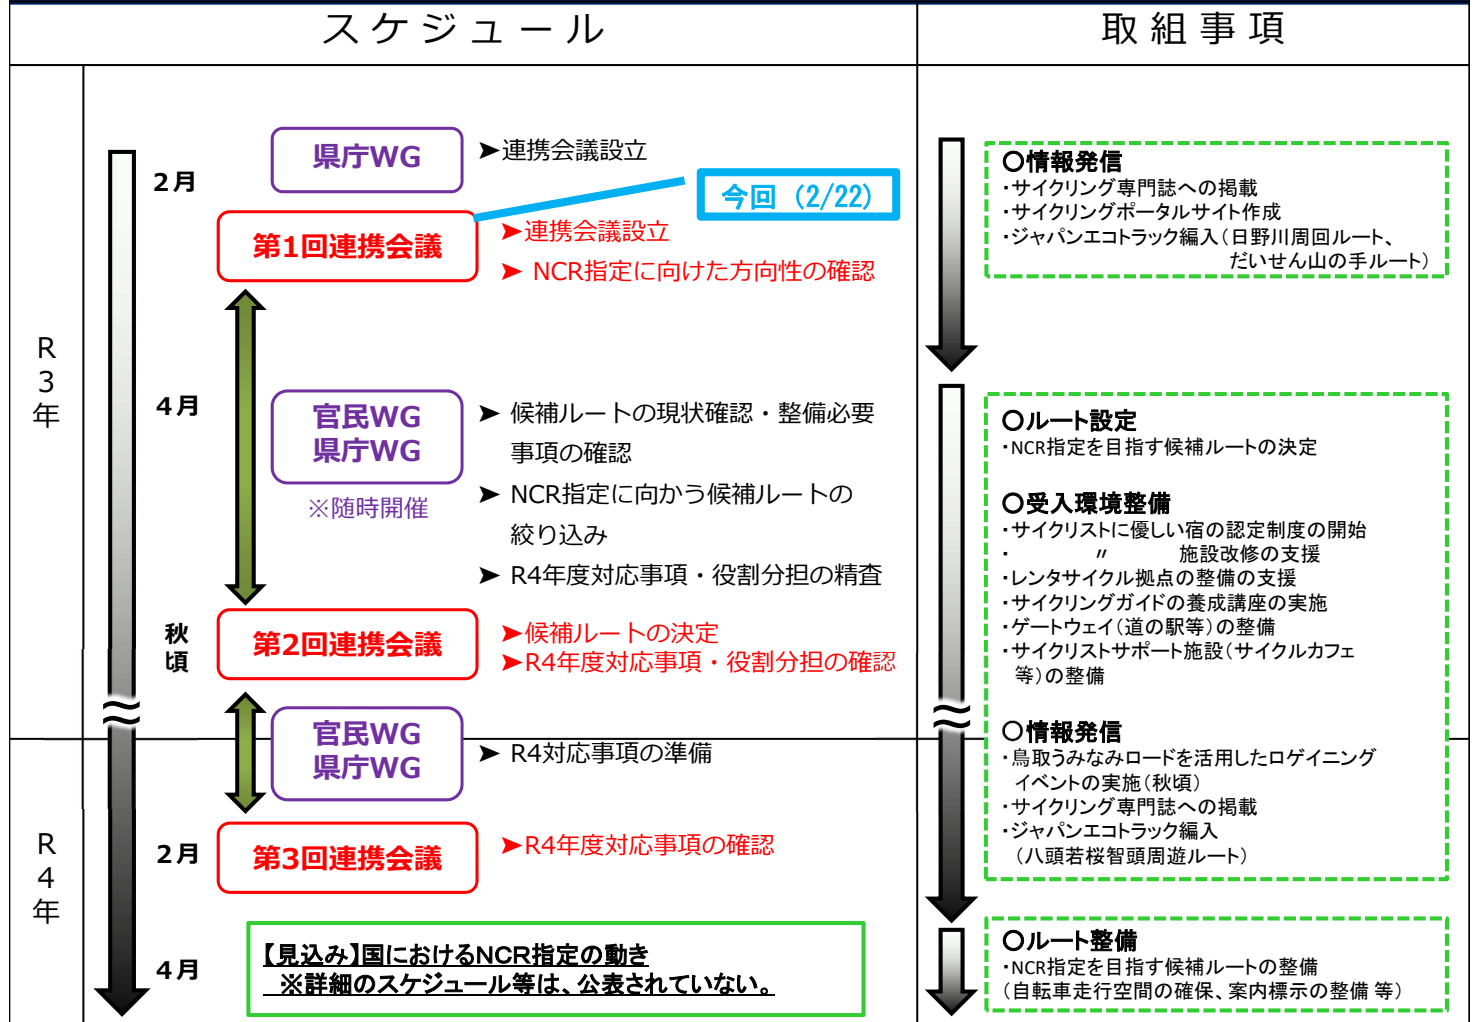 スケジュール
取組事項
R
3
年
2月
県庁WG
➤連携会議設立
今回（2/22）
第1回連携会議
➤連携会議設立
➤ NCR指定に向けた方向性の確認
4月
官民WG
県庁WG
※随時開催
➤ 候補ルートの現状確認・整備必要
事項の確認
➤ NCR指定に向かう候補ルートの
絞り込み
➤ R4年度対応事項・役割分担の精査
秋
頃
第2回連携会議
➤候補ルートの決定
➤R4年度対応事項・役割分担の確認
官民WG
県庁WG
➤ R4対応事項の準備
R
4
年
2月
第3回連携会議
➤R4年度対応事項の確認
4月
【見込み】国におけるNCR指定の動き
※詳細のスケジュール等は、公表されていない。
○情報発信
・サイクリング専門誌への掲載
・サイクリングポータルサイト作成
・ジャパンエコトラック編入（日野川周回ルート、
だいせん山の手ルート）
○ルート設定
・NCR指定を目指す候補ルートの決定
○受入環境整備
・サイクリストに優しい宿の認定制度の開始
・　　　〃　　　施設改修の支援
・レンタサイクル拠点の整備の支援
・サイクリングガイドの養成講座の実施
・ゲートウェイ（道の駅等）の整備
・サイクリストサポート施設（サイクルカフェ
等）の整備
○情報発信
・鳥取うみなみロードを活用したロゲイニング
イベントの実施（秋頃）
・サイクリング専門誌への掲載
・ジャパンエコトラック編入
（八頭若桜智頭周遊ルート）
○ルート整備
・NCR指定を目指す候補ルートの整備
（自転車走行空間の確保、案内標示の整備 等）